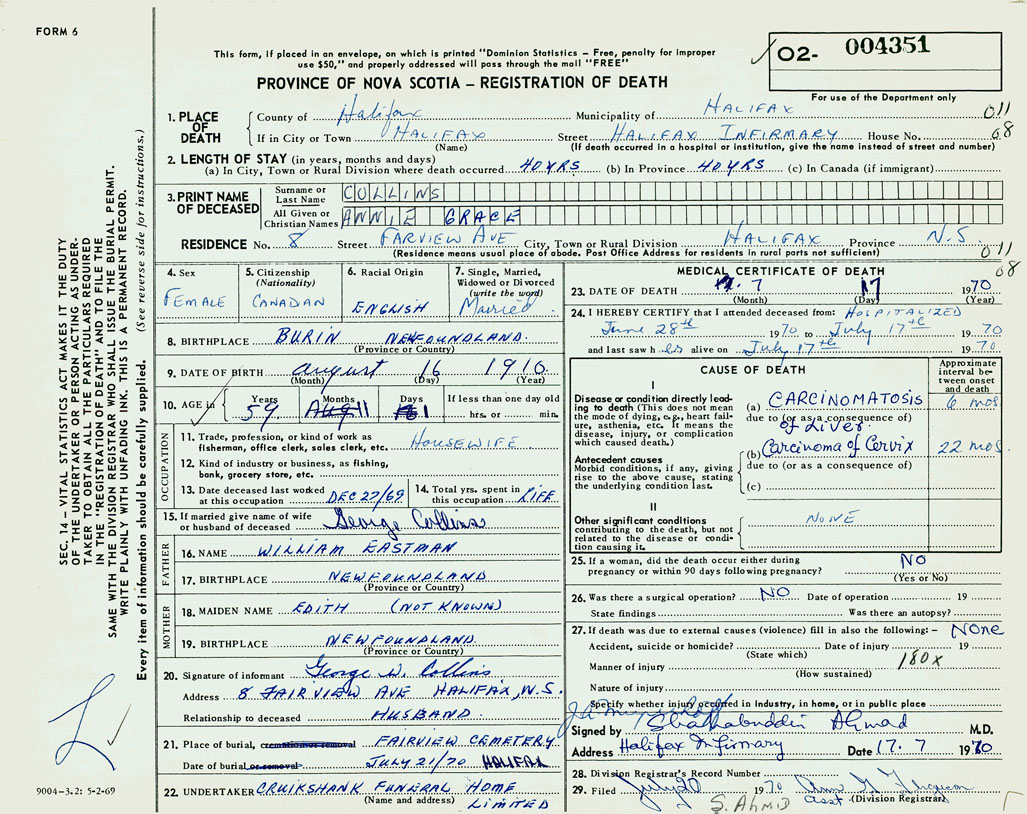 FORM 6
This form, if placed in an envelope, on which is printed "Dominion Statistics – Free, penalty for improper
use $50," and properly addressed will pass through the mail "FREE"
PROVINCE OF NOVA SCOTIA – REGISTRATION OF DEATH
O2- 004351
For use of the Department only
SEC. 14 – VITAL STATISTICS ACT MAKES IT THE DUTY
OF THE UNDERTAKER OR PERSON ACTING AS UNDER-
TAKER TO OBTAIN ALL THE PARTICULARS REQUIRED
IN THE "REGISTRATION OF DEATH" AND TO FILE THE
SAME WITH THE DIVISION REGISTRAR WHO SHALL ISSUE THE BURIAL PERMIT.
WRITE PLAINLY WITH UNFADING INK. THIS IS A PERMANENT RECORD.
Every item of information should be carefully supplied. (See reverse side for instructions.)
1. PLACE OF DEATH
County of Halifax Municipality of HALIFAX 011
If in City or Town HALIFAX Street HALIFAX INFIRMARY House No. 68
(Name) (If death occurred in a hospital or institution, give the name instead of street and number)
2. LENGTH OF STAY (in years, months and days)
(a) In City, Town or Rural Division where death occurred 40 YRS (b) In Province 40 YRS (c) In Canada (if immigrant)
3. PRINT NAME OF DECEASED
Surname or Last Name COLLINS
All Given or Christian Names ANNIE GRACE
RESIDENCE No. 8 Street FARVIEW AVE City, Town or Rural Division HALIFAX Province N.S
(Residence means usual place of abode. Post Office Address for residents in rural parts not sufficient) 011
68
4. Sex
FEMALE
5. Citizenship
(Nationality)
CANADIAN
6. Racial Origin
ENGLISH
7. Single, Married,
Widowed or Divorced
(write the word)
Married
8. BIRTHPLACE BURIN NEWFOUNDLAND.
(Province or Country)
9. DATE OF BIRTH August 16 1910
(Month) (Day) (Year)
10. AGE in
Years Months Days If less than one day old
59 11 1 hrs. or min.
OCCUPATION
11. Trade, profession, or kind of work as
fisherman, office clerk, sales clerk, etc. HOUSEWIFE
12. Kind of industry or business, as fishing,
bank, grocery store, etc.
13. Date deceased last worked
at this occupation DEC 27/69
14. Total yrs. spent in
this occupation LIFE
15. If married give name of wife
or husband of deceased George Collins
FATHER
16. NAME WILLIAM EASTMAN
17. BIRTHPLACE NEWFOUNDLAND
(Province or Country)
MOTHER
18. MAIDEN NAME EDITH (NOT KNOWN)
19. BIRTHPLACE NEWFOUNDLAND.
(Province or Country)
20. Signature of informant George W. Collins
Address 8 FAIRVIEW AVE HALIFAX, N.S.
Relationship to deceased HUSBAND.
21. Place of burial, cremation or removal FAIRVIEW CEMETERY
Date of burial or removal JULY 21/70 HALIFAX
22. UNDERTAKER CRUIKSHANK FUNERAL HOME
(Name and address) LIMITED
9004-3.2: 5-2-69
MEDICAL CERTIFICATE OF DEATH
23. DATE OF DEATH 7 17 1970
(Month) (Day) (Year)
24. I HEREBY CERTIFY that I attended deceased from: HOSPITALIZED
June 28th 1970 to July 17th 1970
and last saw her alive on July 17th 1970
CAUSE OF DEATH
Approximate
interval be-
tween onset
and death
I
Disease or condition directly lead-
ing to death (This does not mean
the mode of dying, e.g., heart fail-
ure, asthenia, etc. It means the
disease, injury, or complication
which caused death.)
(a) CARCINOMATOSIS 6 mos
due to (or as a consequence of)
of Liver
Antecedent causes
Morbid conditions, if any, giving
rise to the above cause, stating
the underlying condition last.
(b) Carcinoma of Cervix 22 mos.
due to (or as a consequence of)
(c)
II
Other significant conditions
contributing to the death, but not
related to the disease or condi-
tion causing it.
NONE
25. If a woman, did the death occur either during
pregnancy or within 90 days following pregnancy? NO
(Yes or No)
26. Was there a surgical operation? NO Date of operation 19
State findings Was there an autopsy?
27. If death was due to external causes (violence) fill in also the following:– None
Accident, suicide or homicide? Date of injury 19
(State which) 180X
Manner of injury
(How sustained)
Nature of injury
Specify whether injury occurred in industry, in home, or in public place
Signed by Shahabuddin Ahmad M.D.
Address Halifax Infirmary Date 17. 7 1970
28. Division Registrar's Record Number
29. Filed July 20 1970
S. AHMID Asst (Division Registrar)